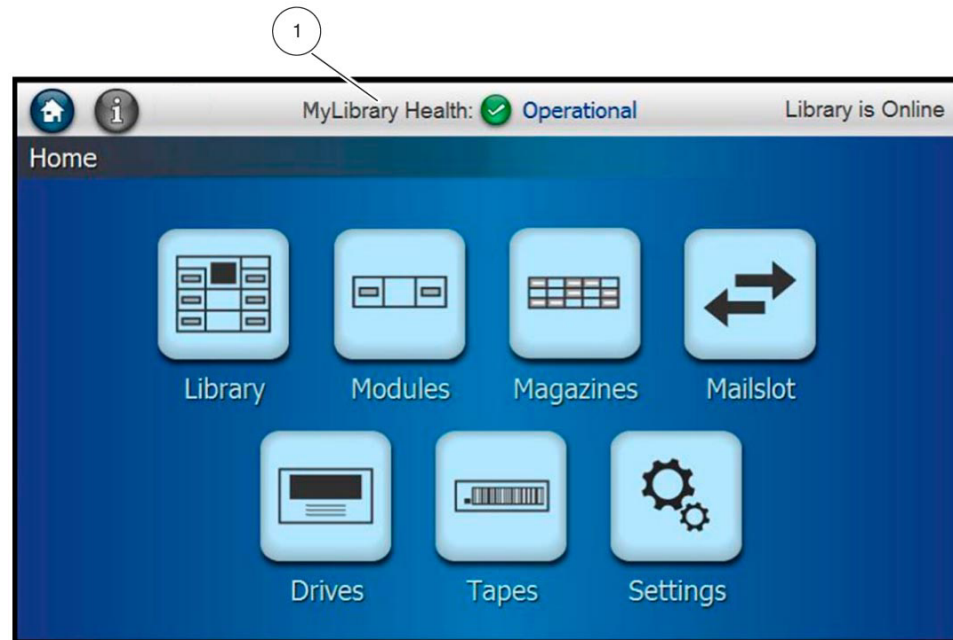 1
i
MyLibrary Health: Operational
Library is Online
Home
Library
Modules
Magazines
Mailslot
Drives
Tapes
Settings